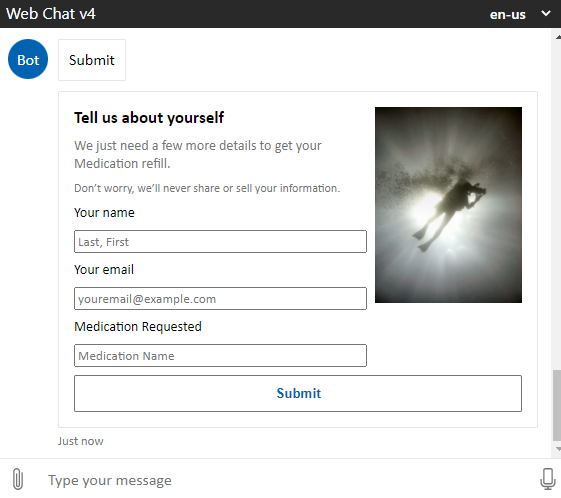 Web Chat v4
en-us
Bot
Submit
Tell us about yourself
We just need a few more details to get your
Medication refill.
Don't worry, we'll never share or sell your information.
Your name
Last, First
Your email
youremail@example.com
Medication Requested
Medication Name
Submit
Just now
Type your message